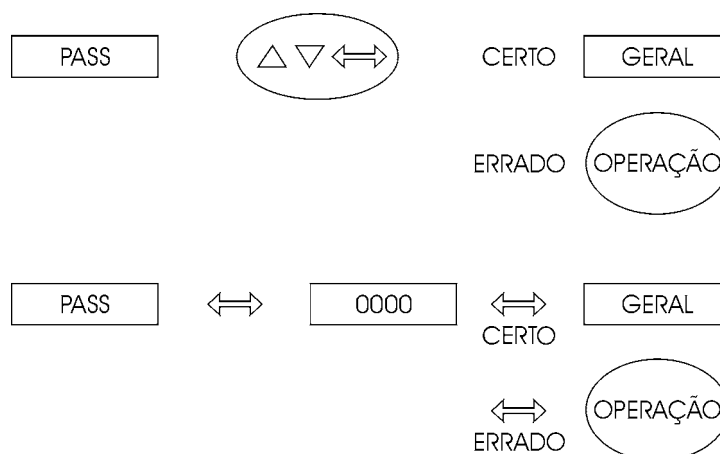 PASS CERTO GERAL
ERRADO OPERAÇÃO
PASS 0000 GERAL
CERTO
OPERAÇÃO
ERRADO